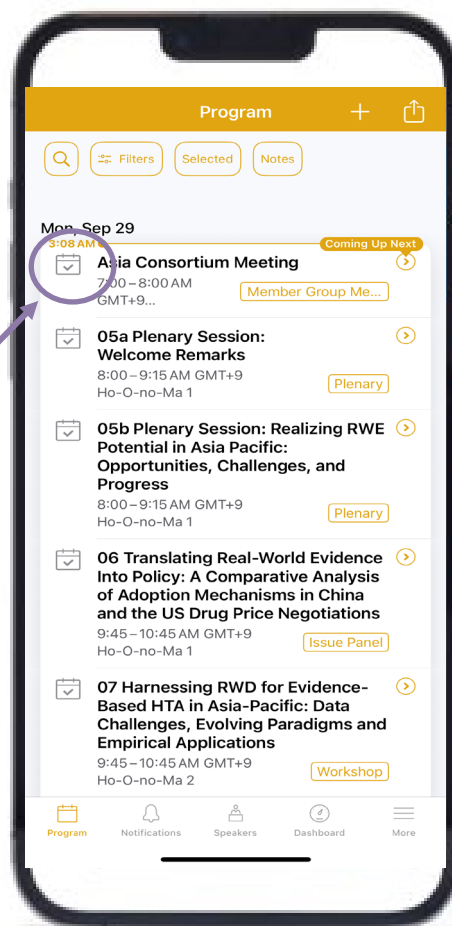 Program
Filters
Selected
Notes
Mon, Sep 29
3:08 AM
Coming Up Next
Asia Consortium Meeting
7:00 – 8:00 AM
GMT+9...
Member Group Me...
05a Plenary Session:
Welcome Remarks
8:00 – 9:15 AM GMT+9
Ho-O-no-Ma 1
Plenary
05b Plenary Session: Realizing RWE
Potential in Asia Pacific:
Opportunities, Challenges, and
Progress
8:00 – 9:15 AM GMT+9
Ho-O-no-Ma 1
Plenary
06 Translating Real-World Evidence
Into Policy: A Comparative Analysis
of Adoption Mechanisms in China
and the US Drug Price Negotiations
9:45 – 10:45 AM GMT+9
Ho-O-no-Ma 1
Issue Panel
07 Harnessing RWD for Evidence-
Based HTA in Asia-Pacific: Data
Challenges, Evolving Paradigms and
Empirical Applications
9:45 – 10:45 AM GMT+9
Ho-O-no-Ma 2
Workshop
Program
Notifications
Speakers
Dashboard
More